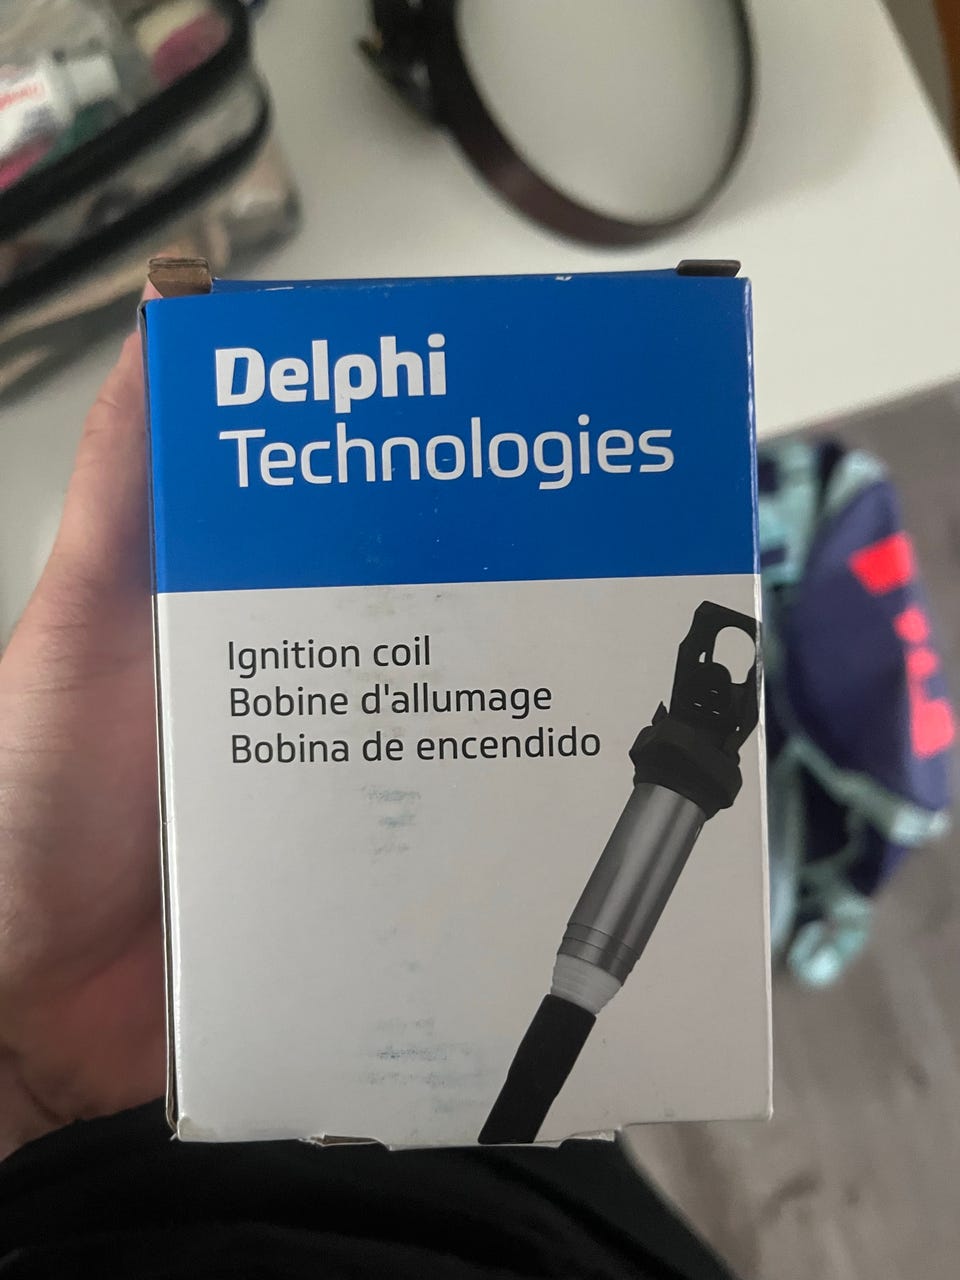 Delphi
Technologies
Ignition coil
Bobine d'allumage
Bobina de encendido